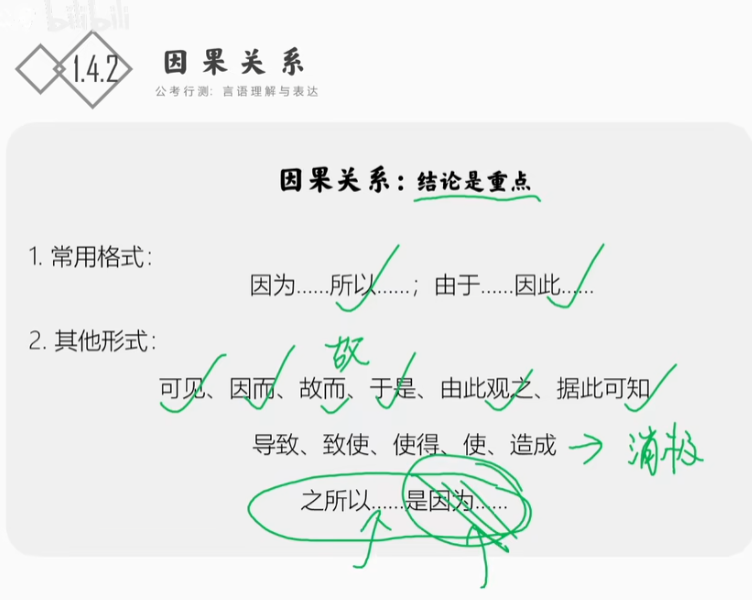 bilibili
1.4.2 因果关系
公考行测: 言语理解与表达
因果关系: 结论是重点
1. 常用格式:
因为......所以......; 由于......因此......
2. 其他形式:
故
可见、因而、故而、于是、由此观之、据此可知
导致、致使、使得、使、造成 → 消极
之所以......是因为......